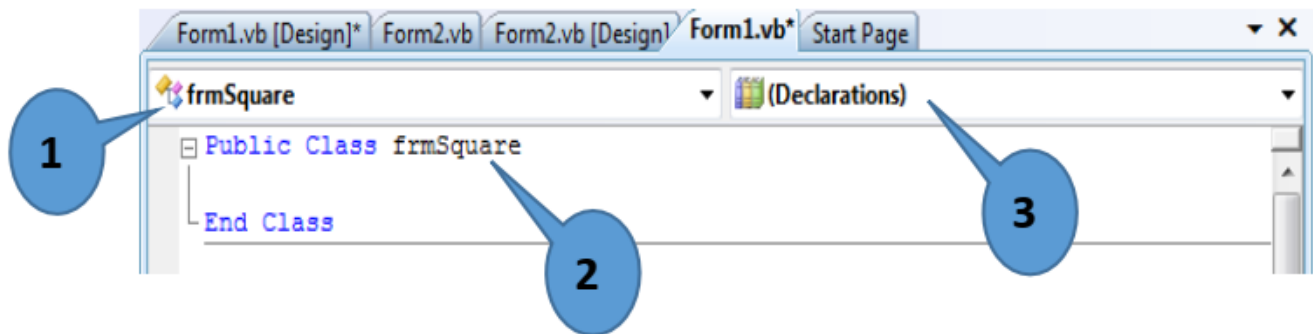 Form1.vb [Design]* Form2.vb Form2.vb [Design] Form1.vb* Start Page
frmSquare (Declarations)
1
Public Class frmSquare
End Class
2
3